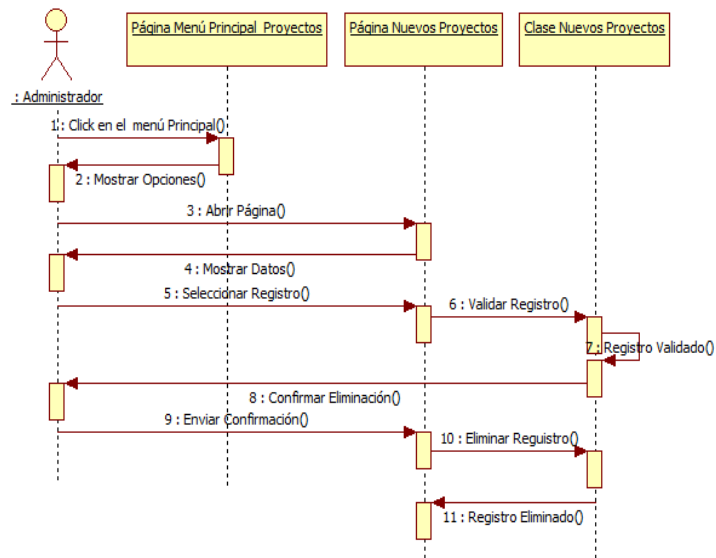 Página Menú Principal Proyectos
Página Nuevos Proyectos
Clase Nuevos Proyectos
: Administrador
1 : Click en el menú Principal()
2 : Mostrar Opciones()
3 : Abrir Página()
4 : Mostrar Datos()
5 : Seleccionar Registro()
6 : Validar Registro()
7 : Registro Validado()
8 : Confirmar Eliminación()
9 : Enviar Confirmación()
10 : Eliminar Reguistro()
11 : Registro Eliminado()